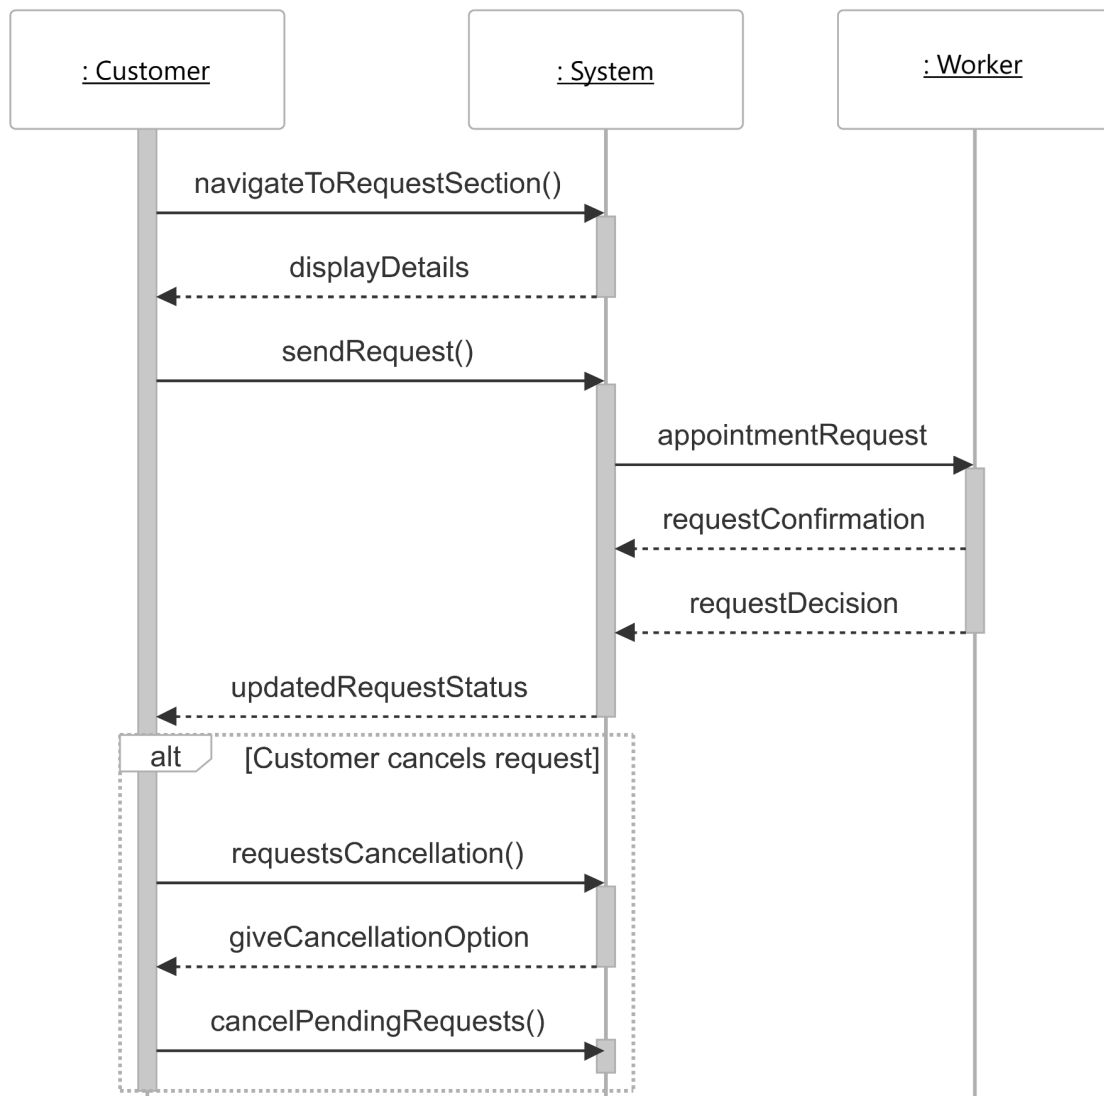 : Customer
: System
: Worker
navigateToRequestSection()
displayDetails
sendRequest()
appointmentRequest
requestConfirmation
requestDecision
updatedRequestStatus
alt
[Customer cancels request]
requestsCancellation()
giveCancellationOption
cancelPendingRequests()